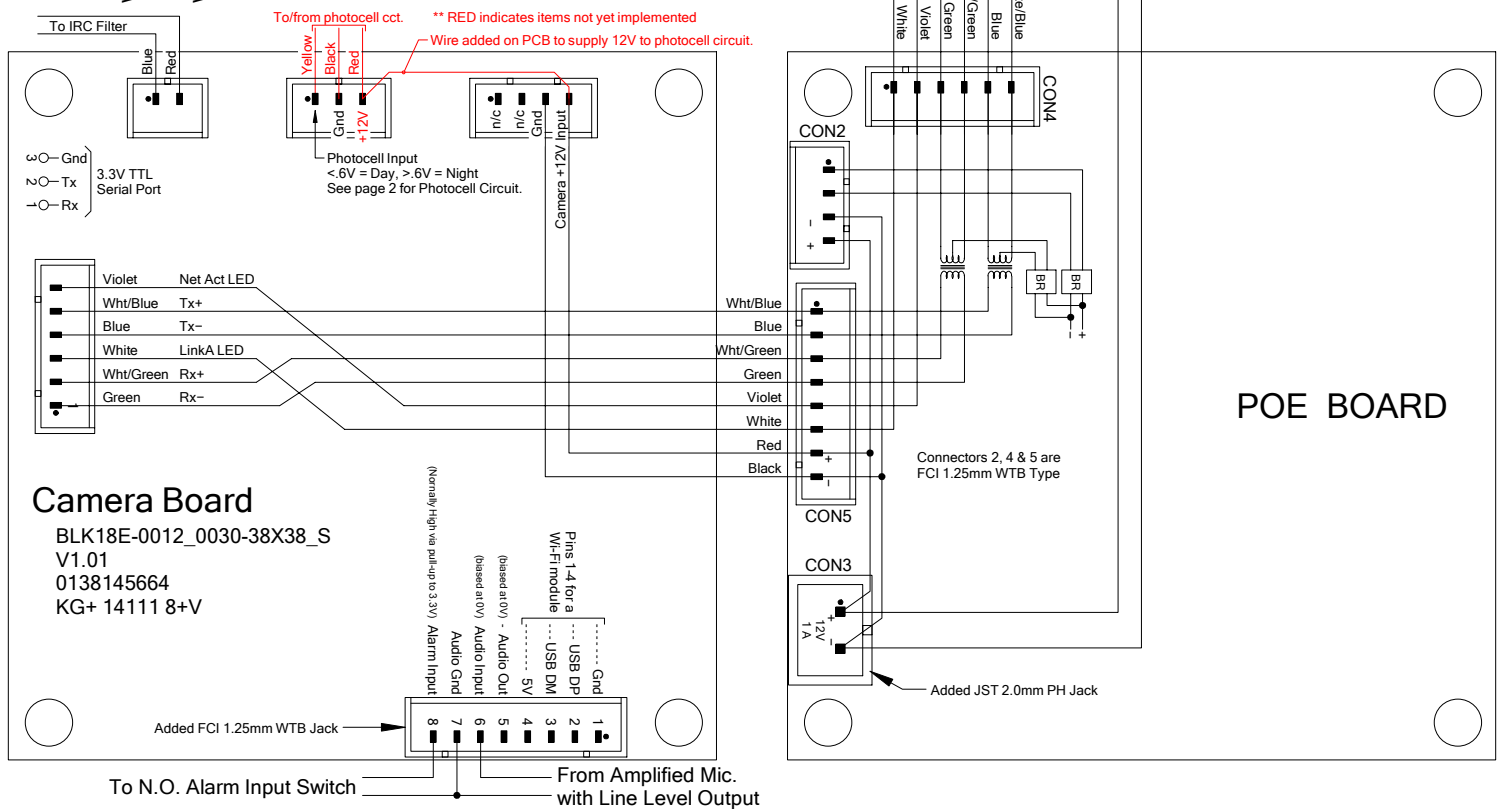 To IRC Filter
Blue
Red
To/from photocell cct.
** RED indicates items not yet implemented
Wire added on PCB to supply 12V to photocell circuit.
Yellow
Black
Red
Gnd
+12V
n/c
n/c
Gnd
Camera +12V Input
Photocell Input
<.6V = Day, >.6V = Night
See page 2 for Photocell Circuit.
3 Gnd
2 Tx
1 Rx
3.3V TTL
Serial Port
Violet Net Act LED
Wht/Blue Tx+
Blue Tx−
White LinkA LED
Wht/Green Rx+
Green Rx−
1
Camera Board
BLK18E-0012_0030-38X38_S
V1.01
0138145664
KG+ 14111 8+V
(Nornally High via pull-up to 3.3V) Alarm Input
Audio Gnd
(biased at 0V) Audio Input
(biased at 0V) - Audio Out
Pins 1-4 for a
Wi-Fi module
-------- 5V
--- USB DM
--- USB DP
------ Gnd
8 7 6 5 4 3 2 1
Added FCI 1.25mm WTB Jack
To N.O. Alarm Input Switch
From Amplified Mic.
with Line Level Output
White
Violet
Green
/Green
Blue
e/Blue
CON4
CON2
−
+
BR
BR
−
+
Wht/Blue
Blue
Wht/Green
Green
Violet
White
Red
Black
+
−
CON5
Connectors 2, 4 & 5 are
FCI 1.25mm WTB Type
POE BOARD
CON3
+
−
12V
1 A
Added JST 2.0mm PH Jack